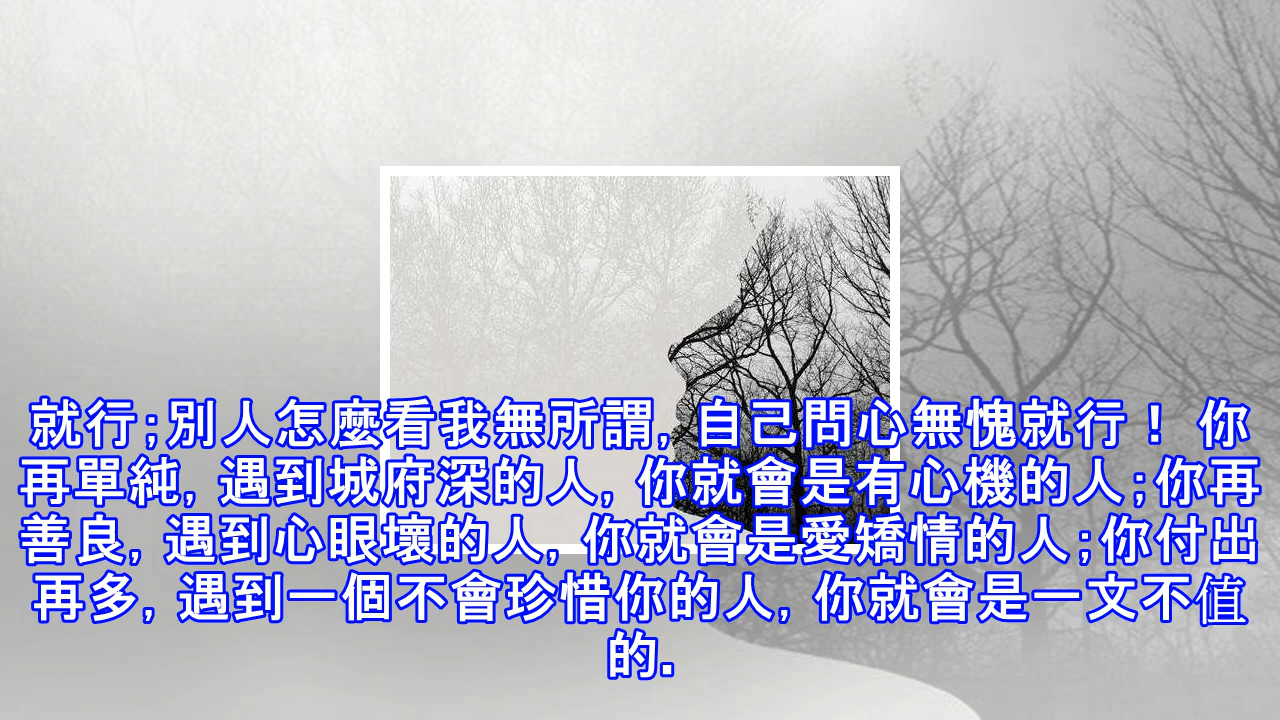 就行;別人怎麼看我無所謂, 自己問心無愧就行！ 你
再單純, 遇到城府深的人, 你就會是有心機的人;你再
善良, 遇到心眼壞的人, 你就會是愛矯情的人;你付出
再多, 遇到一個不會珍惜你的人, 你就會是一文不值
的.